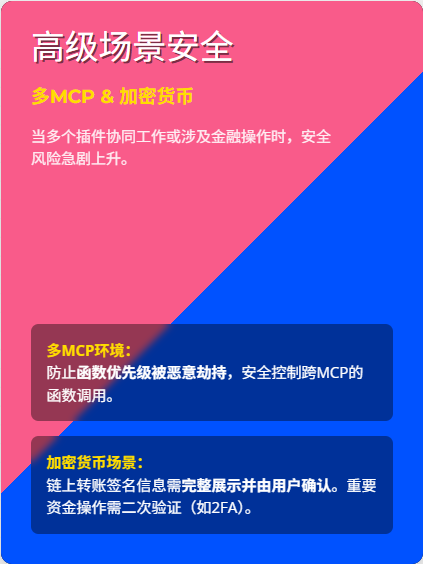 高级场景安全
多MCP & 加密货币
当多个插件协同工作或涉及金融操作时，安全
风险急剧上升。
多MCP环境：
防止函数优先级被恶意劫持，安全控制跨MCP的
函数调用。
加密货币场景：
链上转账签名信息需完整展示并由用户确认。重要
资金操作需二次验证（如2FA）。